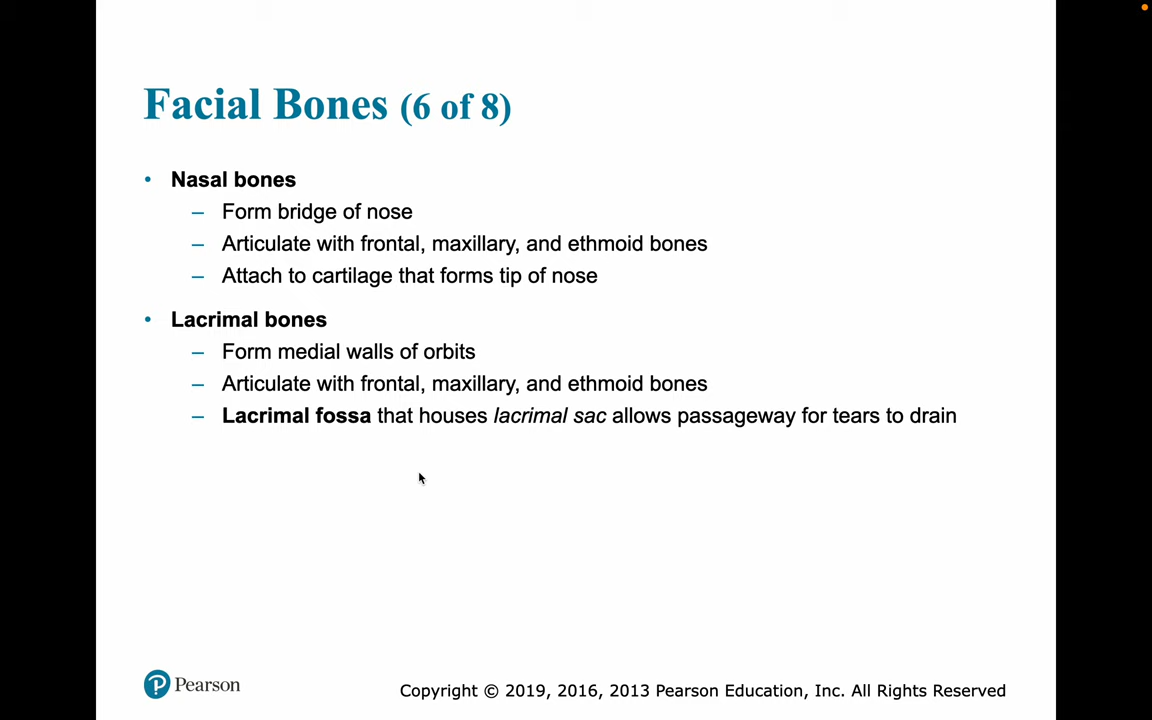 Facial Bones (6 of 8)
• Nasal bones
– Form bridge of nose
– Articulate with frontal, maxillary, and ethmoid bones
– Attach to cartilage that forms tip of nose
• Lacrimal bones
– Form medial walls of orbits
– Articulate with frontal, maxillary, and ethmoid bones
– Lacrimal fossa that houses lacrimal sac allows passageway for tears to drain
Pearson
Copyright © 2019, 2016, 2013 Pearson Education, Inc. All Rights Reserved